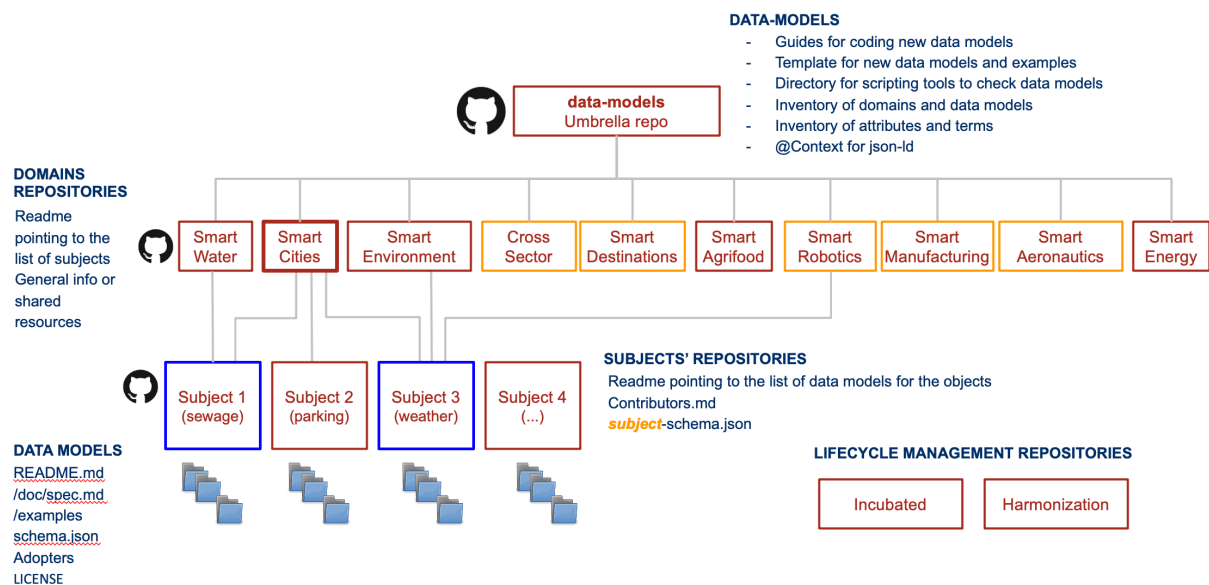 DATA-MODELS
- Guides for coding new data models
- Template for new data models and examples
- Directory for scripting tools to check data models
- Inventory of domains and data models
- Inventory of attributes and terms
- @Context for json-ld
data-models
Umbrella repo
DOMAINS
REPOSITORIES
Readme
pointing to the
list of subjects
General info or
shared
resources
Smart
Water
Smart
Cities
Smart
Environment
Cross
Sector
Smart
Destinations
Smart
Agrifood
Smart
Robotics
Smart
Manufacturing
Smart
Aeronautics
Smart
Energy
Subject 1
(sewage)
Subject 2
(parking)
Subject 3
(weather)
Subject 4
(...)
SUBJECTS’ REPOSITORIES
Readme pointing to the list of data models for the objects
Contributors.md
subject-schema.json
DATA MODELS
README.md
/doc/spec.md
/examples
schema.json
Adopters
LICENSE
LIFECYCLE MANAGEMENT REPOSITORIES
Incubated
Harmonization